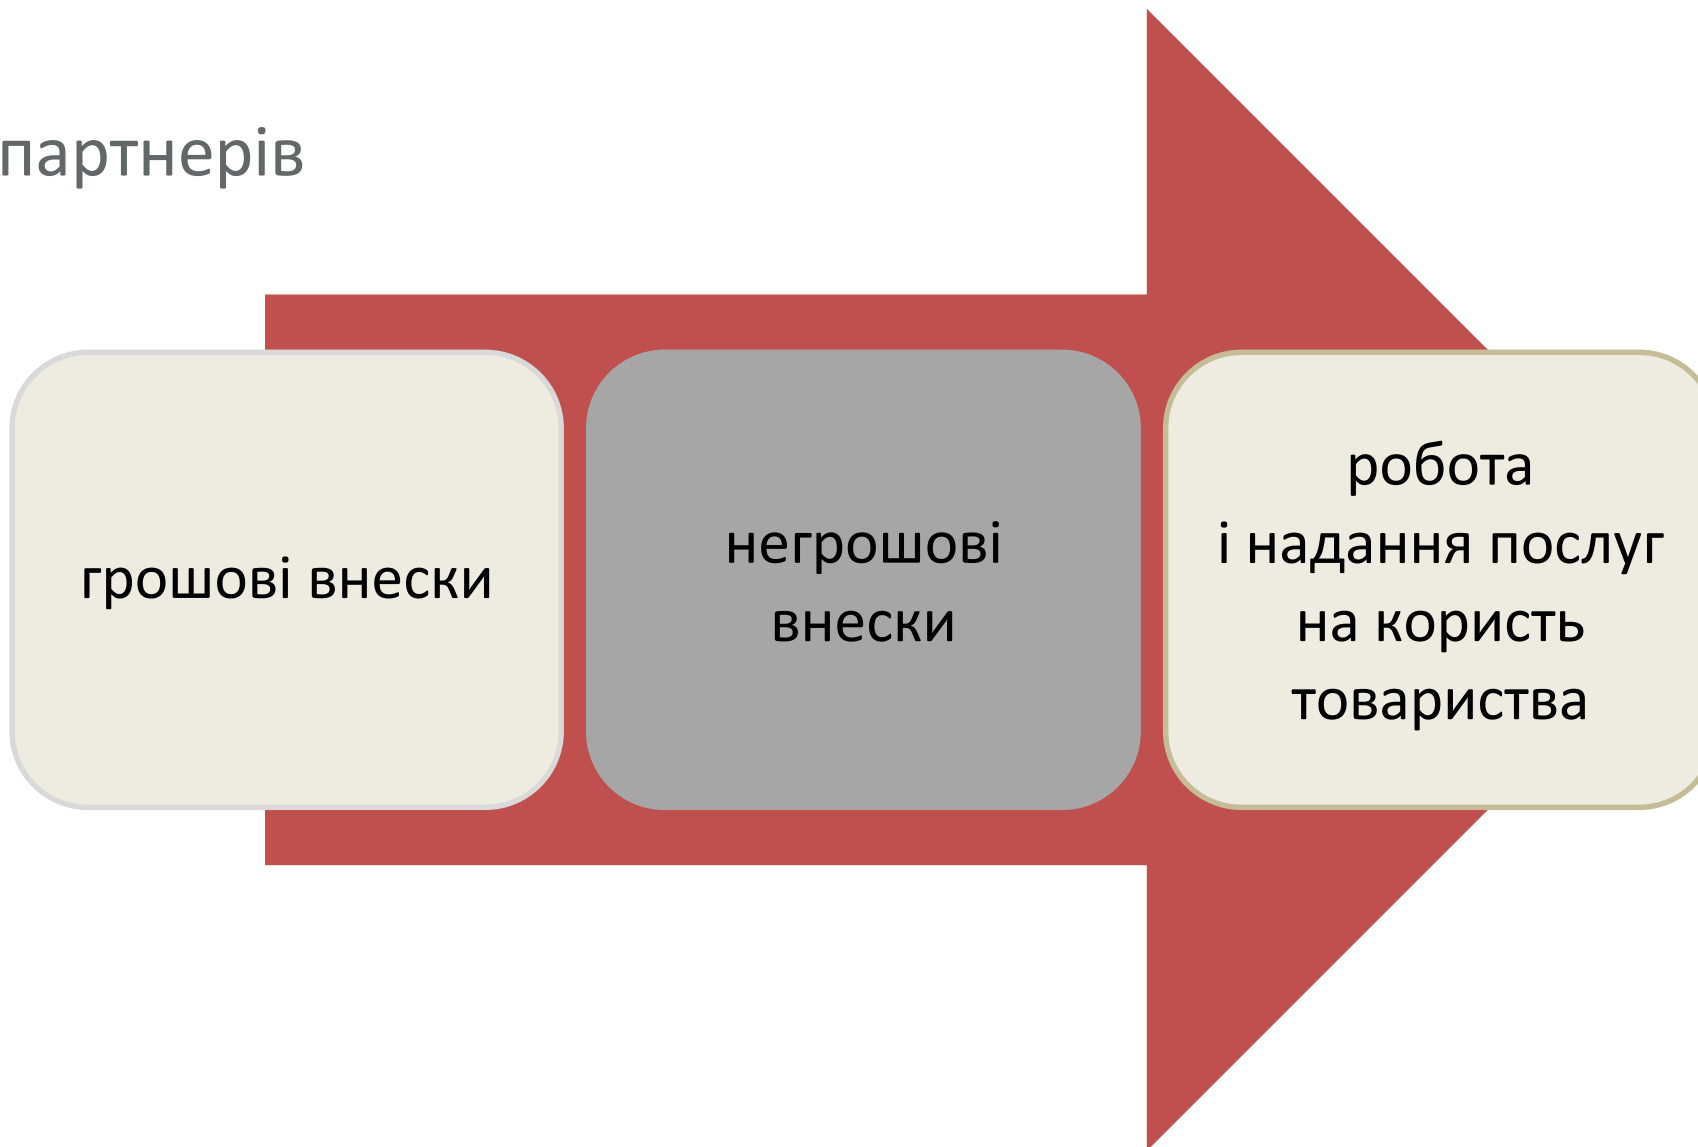 партнерів
грошові внески
негрошові
внески
робота
і надання послуг
на користь
товариства